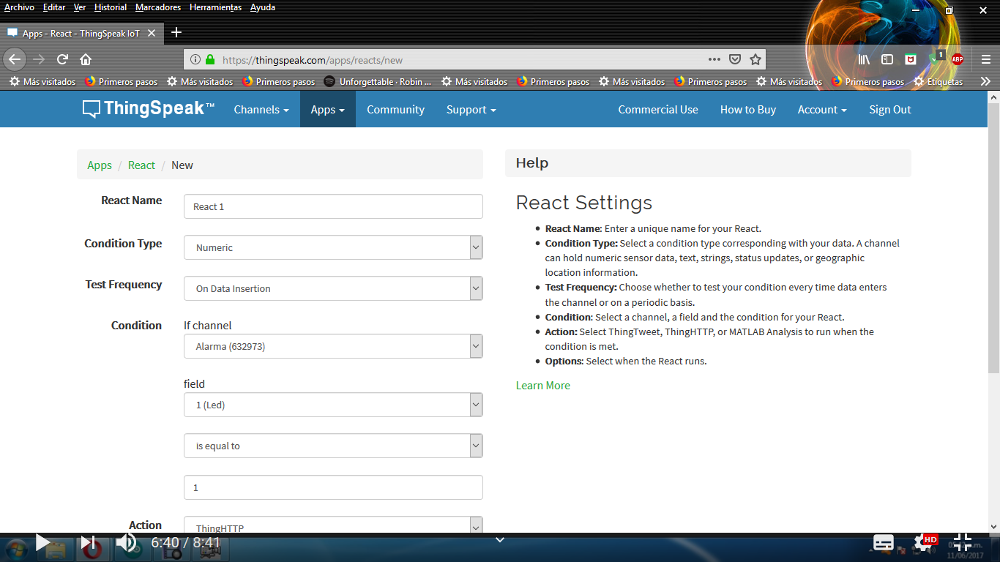 Archivo Editar Ver Historial Marcadores Herramientas Ayuda
Apps - React - ThingSpeak IoT
https://thingspeak.com/apps/reacts/new
1
ABP
Más visitados Primeros pasos Más visitados Primeros pasos Unforgettable · Robin ... Más visitados Primeros pasos Más visitados Primeros pasos Más visitados Primeros pasos Etiquetas
ThingSpeak™ Channels Apps Community Support Commercial Use How to Buy Account Sign Out
Apps / React / New
React Name
React 1
Condition Type
Numeric
Test Frequency
On Data Insertion
Condition
If channel
Alarma (632973)
field
1 (Led)
is equal to
1
Action
ThingHTTP
Help
React Settings
React Name: Enter a unique name for your React.
Condition Type: Select a condition type corresponding with your data. A channel
can hold numeric sensor data, text, strings, status updates, or geographic
location information.
Test Frequency: Choose whether to test your condition every time data enters
the channel or on a periodic basis.
Condition: Select a channel, a field and the condition for your React.
Action: Select ThingTweet, ThingHTTP, or MATLAB Analysis to run when the
condition is met.
Options: Select when the React runs.
Learn More
6:40 / 8:41
HD
11/06/2017